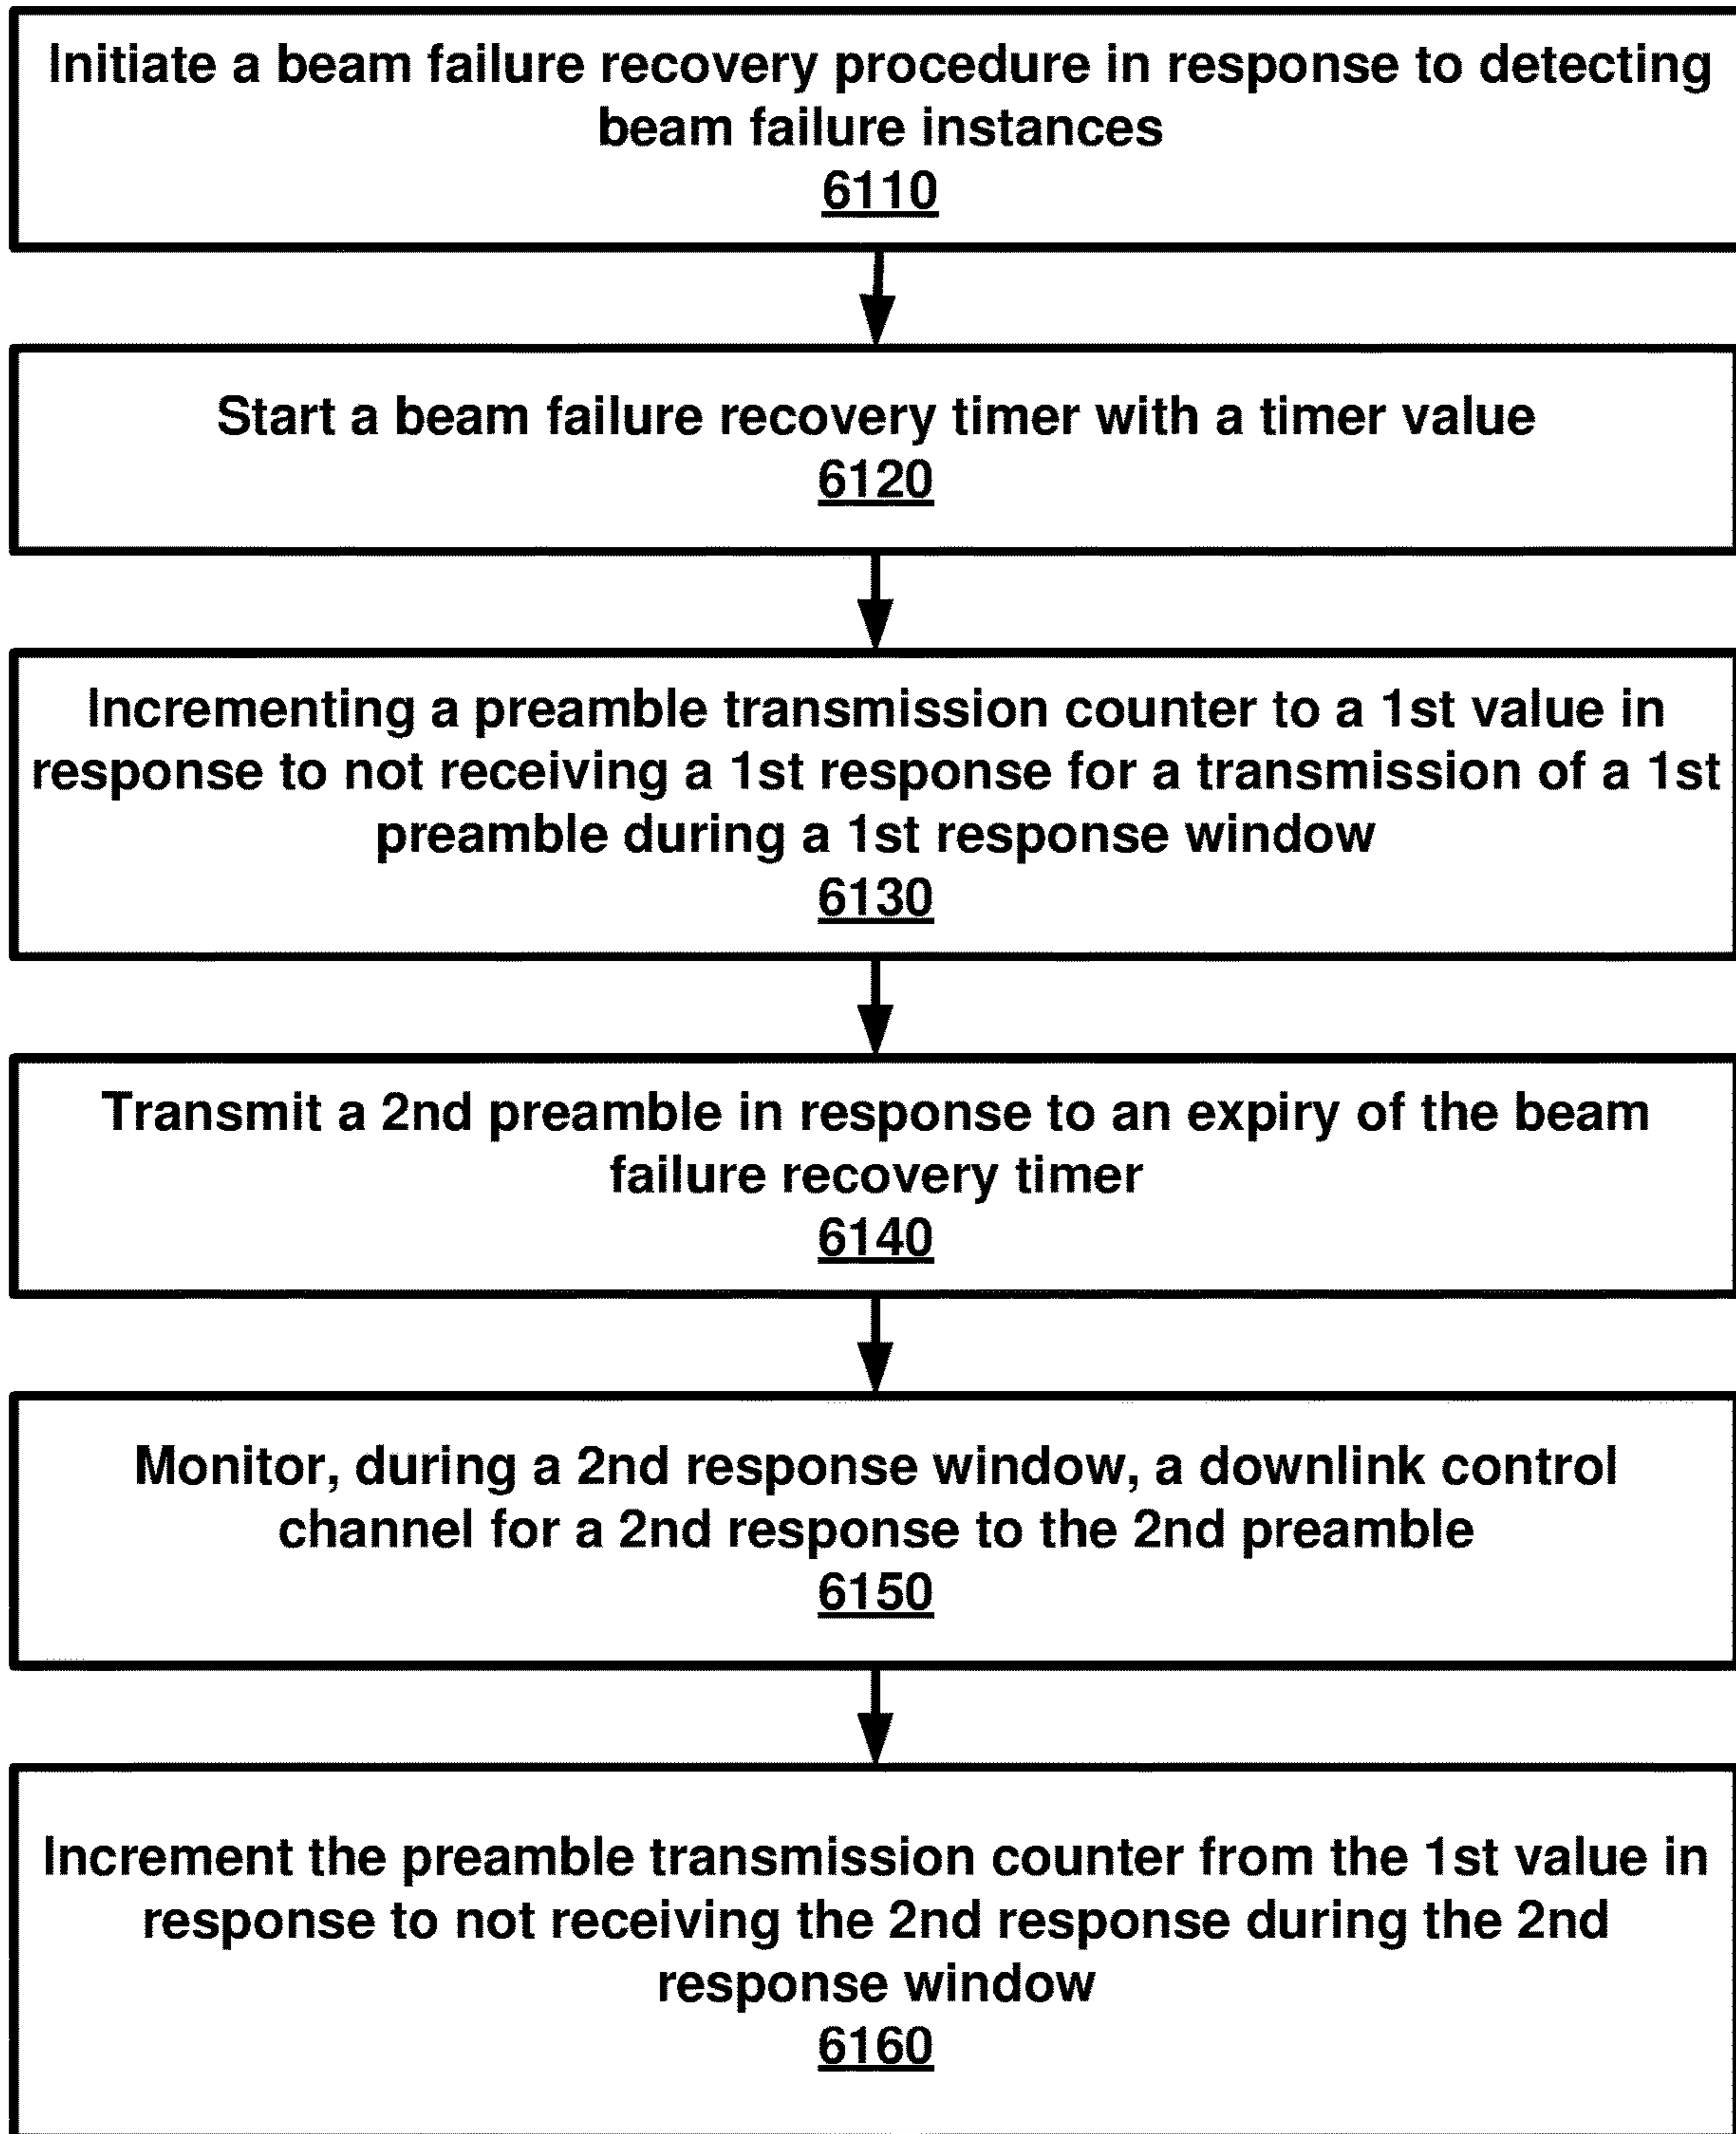 Initiate a beam failure recovery procedure in response to detecting
beam failure instances
6110
Start a beam failure recovery timer with a timer value
6120
Incrementing a preamble transmission counter to a 1st value in
response to not receiving a 1st response for a transmission of a 1st
preamble during a 1st response window
6130
Transmit a 2nd preamble in response to an expiry of the beam
failure recovery timer
6140
Monitor, during a 2nd response window, a downlink control
channel for a 2nd response to the 2nd preamble
6150
Increment the preamble transmission counter from the 1st value in
response to not receiving the 2nd response during the 2nd
response window
6160